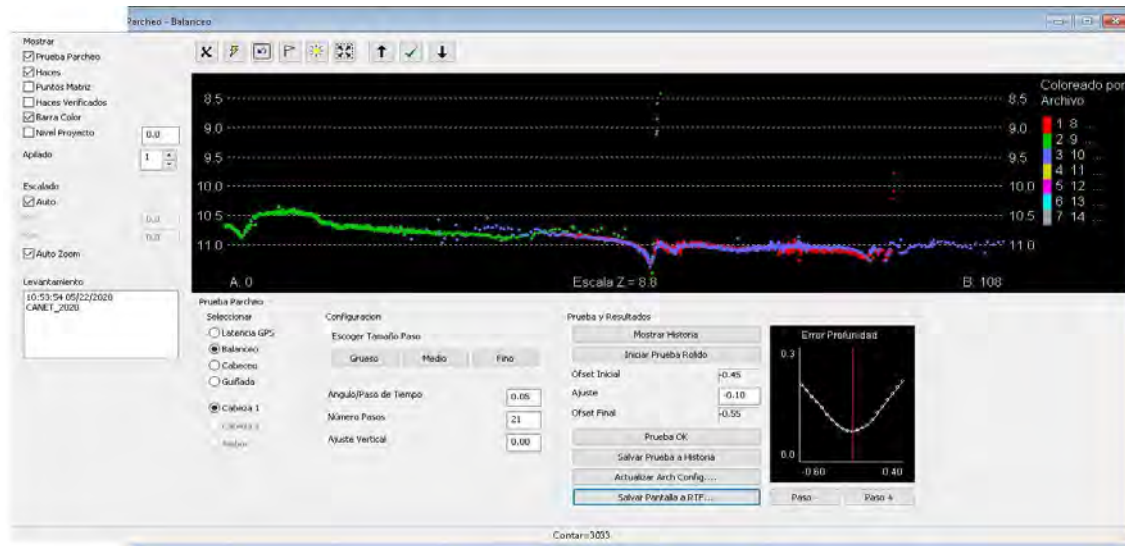 Parcheo - Balanceo
Mostrar
Prueba Parcheo
Haces
Puntos Matriz
Haces Verificados
Barra Color
Nivel Proyecto 0.0
Apilado 1
Escalado
Auto
0.0
0.0
Auto Zoom
Levantamiento
10:53:54 05/22/2020
CANET_2020
8.5 8.5
9.0 9.0
9.5 9.5
10.0 10.0
10.5 10.5
11.0 11.0
A: 0 Escala Z = 8.8 B: 108
Coloreado por
Archivo
1 8 ...
2 9 ...
3 10 ...
4 11 ...
5 12 ...
6 13 ...
7 14 ...
Prueba Parcheo
Seleccionar
Latencia GPS
Balanceo
Cabeceo
Guiñada
Cabeza 1
Cabeza 2
Ambos
Configuracion
Escoger Tamaño Paso
Grueso Medio Fino
Angulo/Paso de Tiempo 0.05
Número Pasos 21
Ajuste Vertical 0.00
Prueba y Resultados
Mostrar Historia
Iniciar Prueba Rolido
Ofset Inicial -0.45
Ajuste -0.10
Ofset Final -0.55
Prueba OK
Salvar Prueba a Historia
Actualizar Arch Config....
Salvar Pantalla a RTF...
Error Profunidad
0.3
0.0
-0.60 0.40
Paso - Paso +
Contar=3035